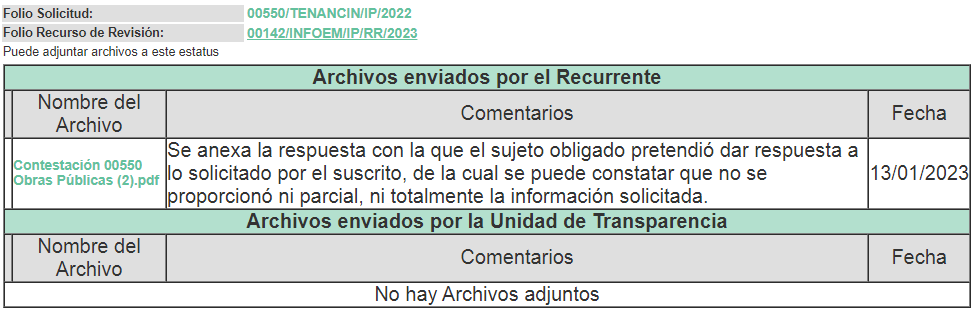 Folio Solicitud: 00550/TENANCIN/IP/2022
Folio Recurso de Revisión: 00142/INFOEM/IP/RR/2023
Puede adjuntar archivos a este estatus
Archivos enviados por el Recurrente
Nombre del Archivo Comentarios Fecha
Contestación 00550 Obras Públicas (2).pdf
Se anexa la respuesta con la que el sujeto obligado pretendió dar respuesta a
lo solicitado por el suscrito, de la cual se puede constatar que no se
proporcionó ni parcial, ni totalmente la información solicitada.
13/01/2023
Archivos enviados por la Unidad de Transparencia
Nombre del Archivo Comentarios Fecha
No hay Archivos adjuntos